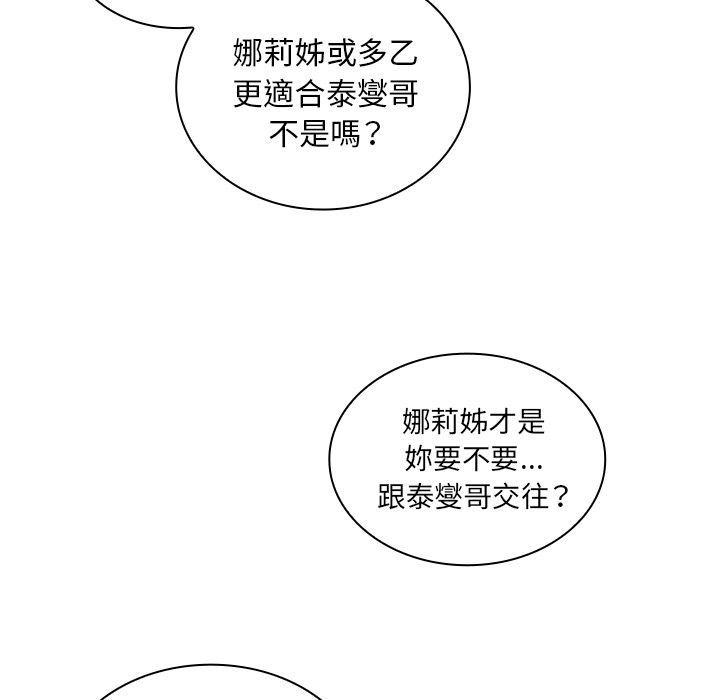 娜莉姊或多乙
更適合泰燮哥
不是嗎？
娜莉姊才是
妳要不要...
跟泰燮哥交往？